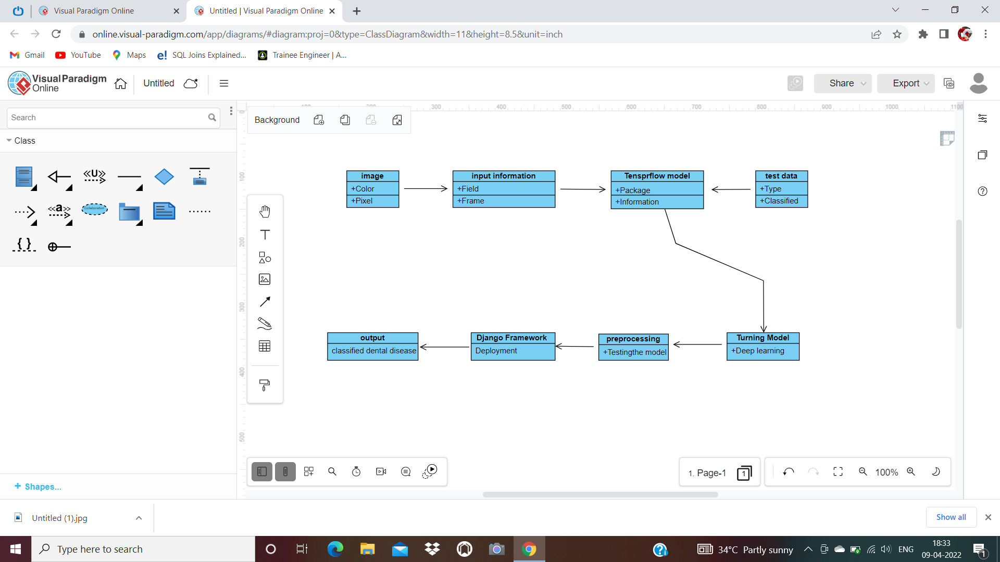 Visual Paradigm Online
Untitled | Visual Paradigm Online
online.visual-paradigm.com/app/diagrams/#diagram:proj=0&type=ClassDiagram&width=11&height=8.5&unit=inch
Gmail
YouTube
Maps
e!
SQL Joins Explained...
Trainee Engineer | A...
Visual Paradigm
Online
Untitled
Share
Export
Search
Class
<<U>>
<<a>>
Collaboration
{ }
+ Shapes...
Background
300
400
500
600
700
800
900
1000
1100
0
100
200
300
400
500
image
+Color
+Pixel
input information
+Field
+Frame
Tensprflow model
+Package
+Information
test data
+Type
+Classified
output
classified dental disease
Django Framework
Deployment
preprocessing
+Testingthe model
Turning Model
+Deep learning
1. Page-1
1
100%
Untitled (1).jpg
Show all
Type here to search
34°C Partly sunny
ENG
18:33
09-04-2022
1